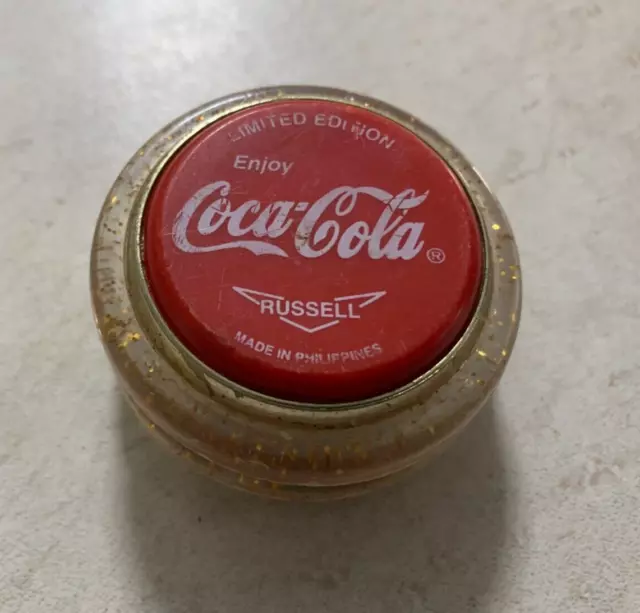 LIMITED EDITION
Enjoy
Coca-Cola®
RUSSELL
MADE IN PHILIPPINES